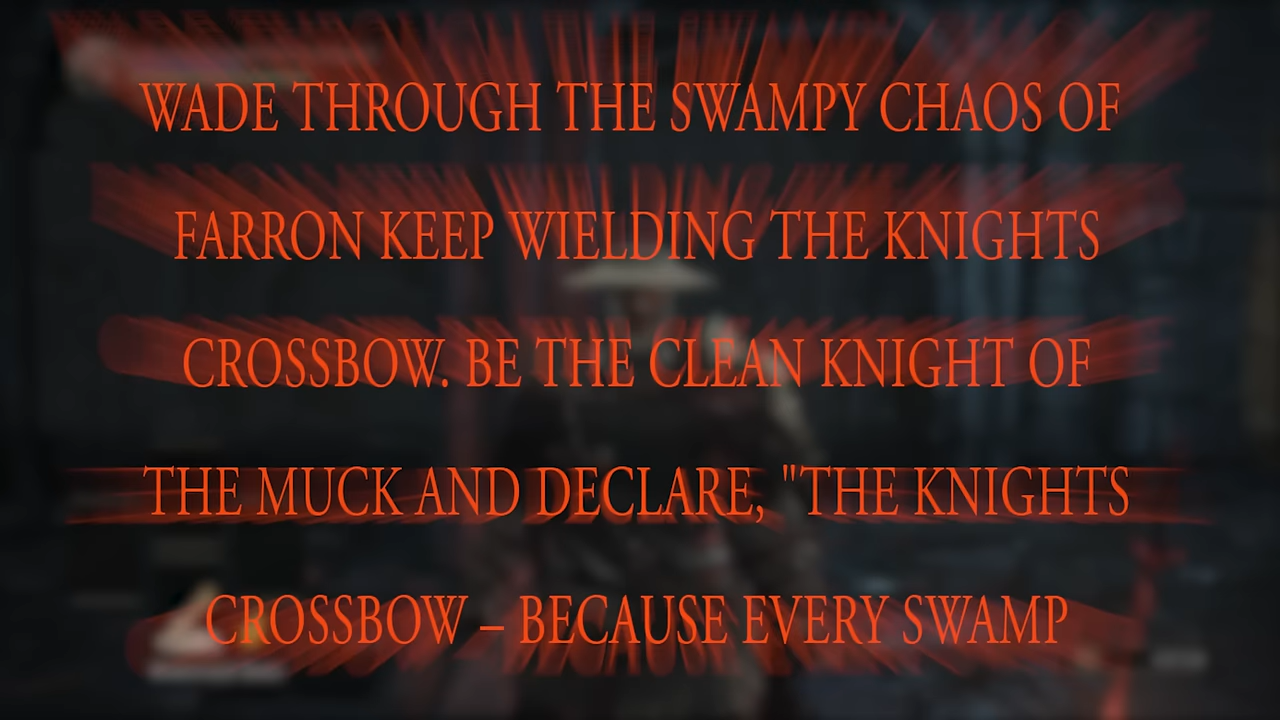 WADE THROUGH THE SWAMPY CHAOS OF
FARRON KEEP WIELDING THE KNIGHTS
CROSSBOW. BE THE CLEAN KNIGHT OF
THE MUCK AND DECLARE, "THE KNIGHTS
CROSSBOW – BECAUSE EVERY SWAMP